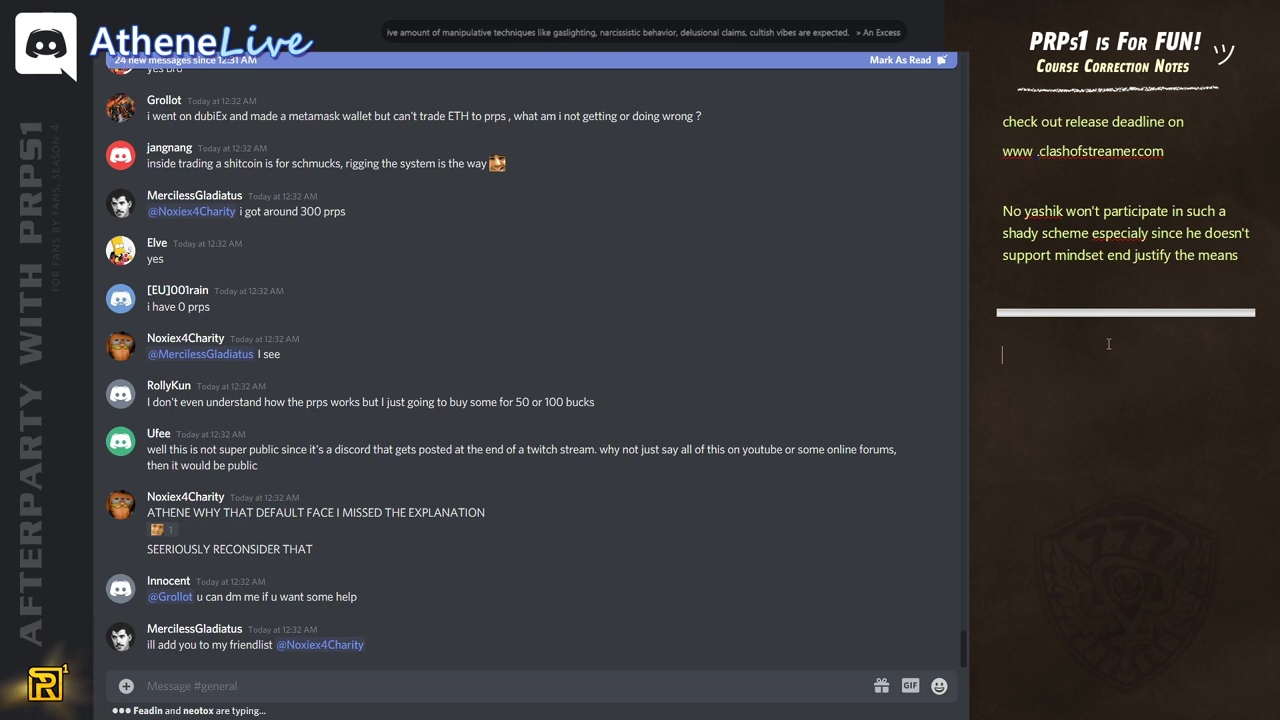 AtheneLive
ive amount of manipulative techniques like gaslighting, narcissistic behavior, delusional claims, cultish vibes are expected. » An Excess
AFTERPARTY WITH PRPS1
FOR FANS BY FANS, SEASON 4
24 new messages since 12:31 AM
Mark As Read
yes bro
Grollot Today at 12:32 AM
i went on dubiEx and made a metamask wallet but can't trade ETH to prps , what am i not getting or doing wrong ?
jangnang Today at 12:32 AM
inside trading a shitcoin is for schmucks, rigging the system is the way
MercilessGladiatus Today at 12:32 AM
@Noxiex4Charity i got around 300 prps
Elve Today at 12:32 AM
yes
[EU]001rain Today at 12:32 AM
i have 0 prps
Noxiex4Charity Today at 12:32 AM
@MercilessGladiatus I see
RollyKun Today at 12:32 AM
I don't even understand how the prps works but I just going to buy some for 50 or 100 bucks
Ufee Today at 12:32 AM
well this is not super public since it's a discord that gets posted at the end of a twitch stream. why not just say all of this on youtube or some online forums,
then it would be public
Noxiex4Charity Today at 12:32 AM
ATHENE WHY THAT DEFAULT FACE I MISSED THE EXPLANATION
1
SEERIOUSLY RECONSIDER THAT
Innocent Today at 12:32 AM
@Grollot u can dm me if u want some help
MercilessGladiatus Today at 12:32 AM
ill add you to my friendlist @Noxiex4Charity
Message #general
GIF
Feadin and neotox are typing...
PRPS1 IS FOR FUN!
COURSE CORRECTION NOTES
ツ
check out release deadline on
www .clashofstreamer.com
No yashik won't participate in such a
shady scheme especialy since he doesn't
support mindset end justify the means